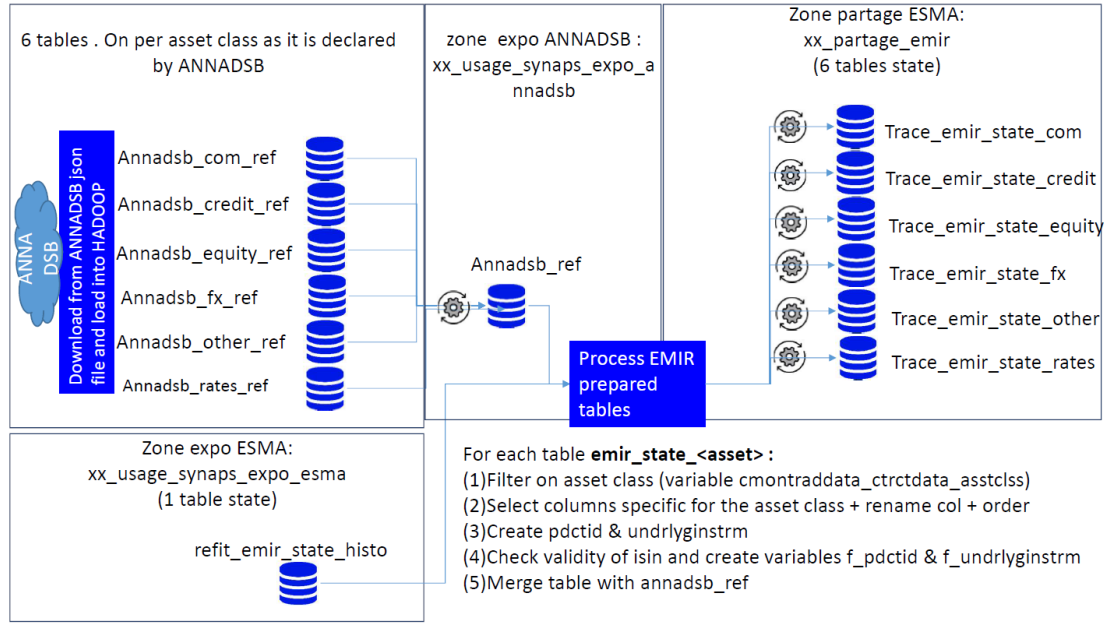 6 tables . On per asset class as it is declared
by ANNADSB
ANNA
DSB
Download from ANNADSB json
file and load into HADOOP
Annadsb_com_ref
Annadsb_credit_ref
Annadsb_equity_ref
Annadsb_fx_ref
Annadsb_other_ref
Annadsb_rates_ref
zone expo ANNADSB :
xx_usage_synaps_expo_a
nnadsb
Annadsb_ref
Process EMIR
prepared
tables
Zone partage ESMA:
xx_partage_emir
(6 tables state)
Trace_emir_state_com
Trace_emir_state_credit
Trace_emir_state_equity
Trace_emir_state_fx
Trace_emir_state_other
Trace_emir_state_rates
Zone expo ESMA:
xx_usage_synaps_expo_esma
(1 table state)
refit_emir_state_histo
For each table emir_state_<asset> :
(1)Filter on asset class (variable cmontraddata_ctrctdata_asstclss)
(2)Select columns specific for the asset class + rename col + order
(3)Create pdctid & undrlyginstrm
(4)Check validity of isin and create variables f_pdctid & f_undrlyginstrm
(5)Merge table with annadsb_ref